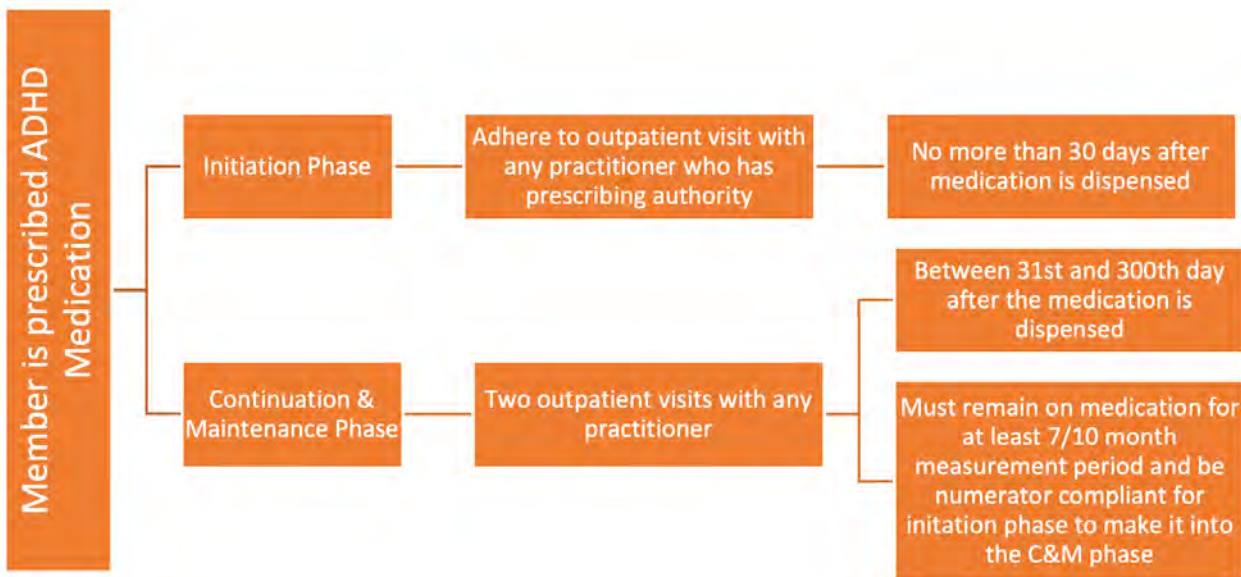 Member is prescribed ADHD
Medication
Initiation Phase
Adhere to outpatient visit with
any practitioner who has
prescribing authority
No more than 30 days after
medication is dispensed
Continuation &
Maintenance Phase
Two outpatient visits with any
practitioner
Between 31st and 300th day
after the medication is
dispensed
Must remain on medication for
at least 7/10 month
measurement period and be
numerator compliant for
initation phase to make it into
the C&M phase